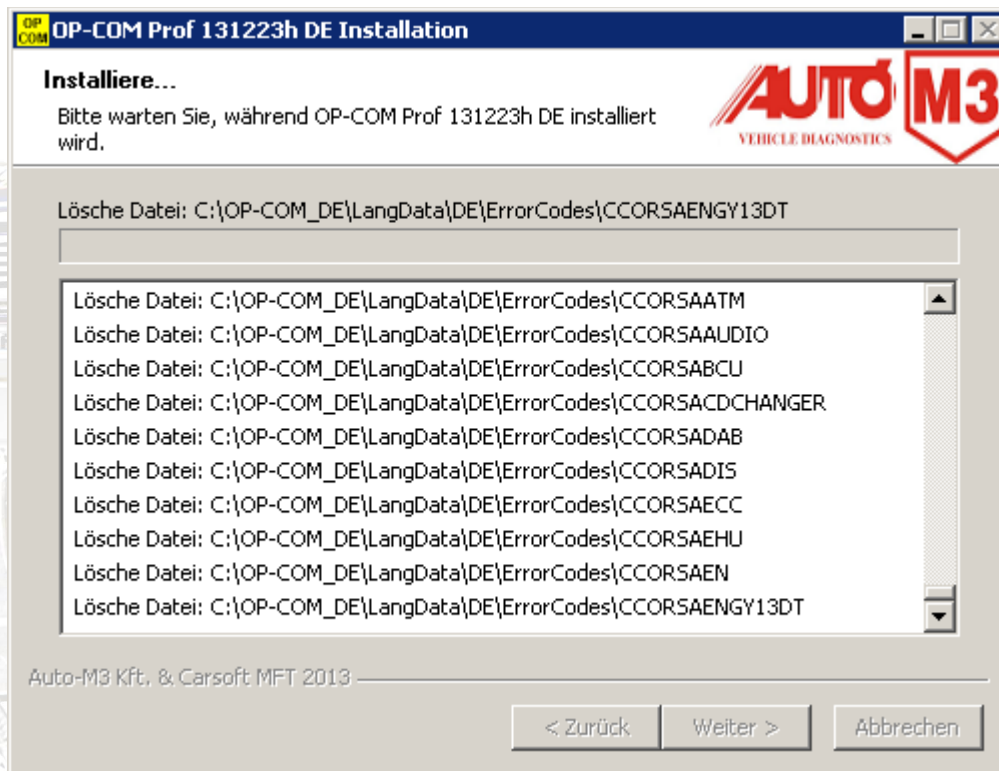 OP COM OP-COM Prof 131223h DE Installation
Installiere...
Bitte warten Sie, während OP-COM Prof 131223h DE installiert
wird.
AUTÓ M3
VEHICLE DIAGNOSTICS
Lösche Datei: C:\OP-COM_DE\LangData\DE\ErrorCodes\CCORSAENGY13DT
Lösche Datei: C:\OP-COM_DE\LangData\DE\ErrorCodes\CCORSAATM
Lösche Datei: C:\OP-COM_DE\LangData\DE\ErrorCodes\CCORSAAUDIO
Lösche Datei: C:\OP-COM_DE\LangData\DE\ErrorCodes\CCORSABCU
Lösche Datei: C:\OP-COM_DE\LangData\DE\ErrorCodes\CCORSACDCHANGER
Lösche Datei: C:\OP-COM_DE\LangData\DE\ErrorCodes\CCORSADAB
Lösche Datei: C:\OP-COM_DE\LangData\DE\ErrorCodes\CCORSADIS
Lösche Datei: C:\OP-COM_DE\LangData\DE\ErrorCodes\CCORSAECC
Lösche Datei: C:\OP-COM_DE\LangData\DE\ErrorCodes\CCORSAEHU
Lösche Datei: C:\OP-COM_DE\LangData\DE\ErrorCodes\CCORSAEN
Lösche Datei: C:\OP-COM_DE\LangData\DE\ErrorCodes\CCORSAENGY13DT
Auto-M3 Kft. & Carsoft MFT 2013
< Zurück Weiter > Abbrechen